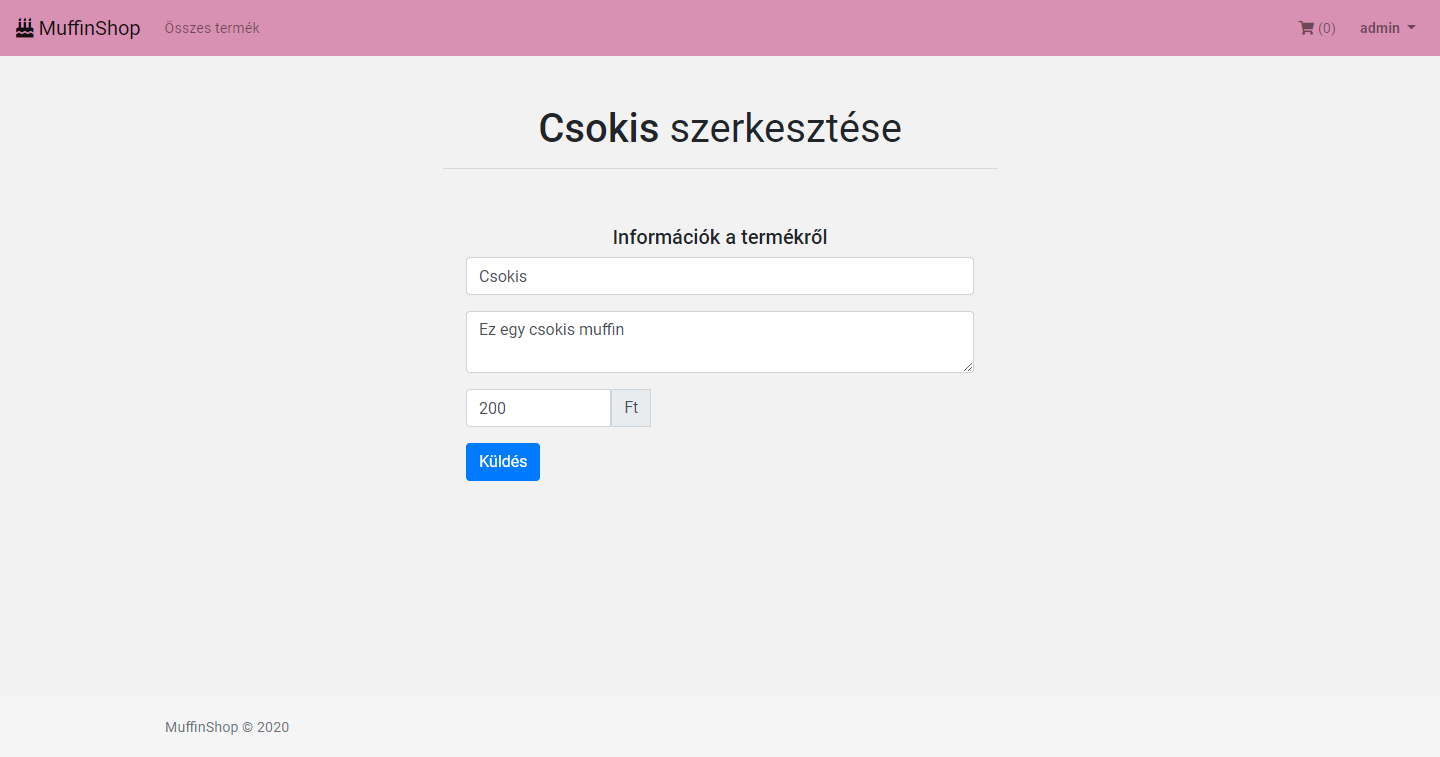 MuffinShop Összes termék (0) admin
Csokis szerkesztése
Információk a termékről
Csokis
Ez egy csokis muffin
200 Ft
Küldés
MuffinShop © 2020